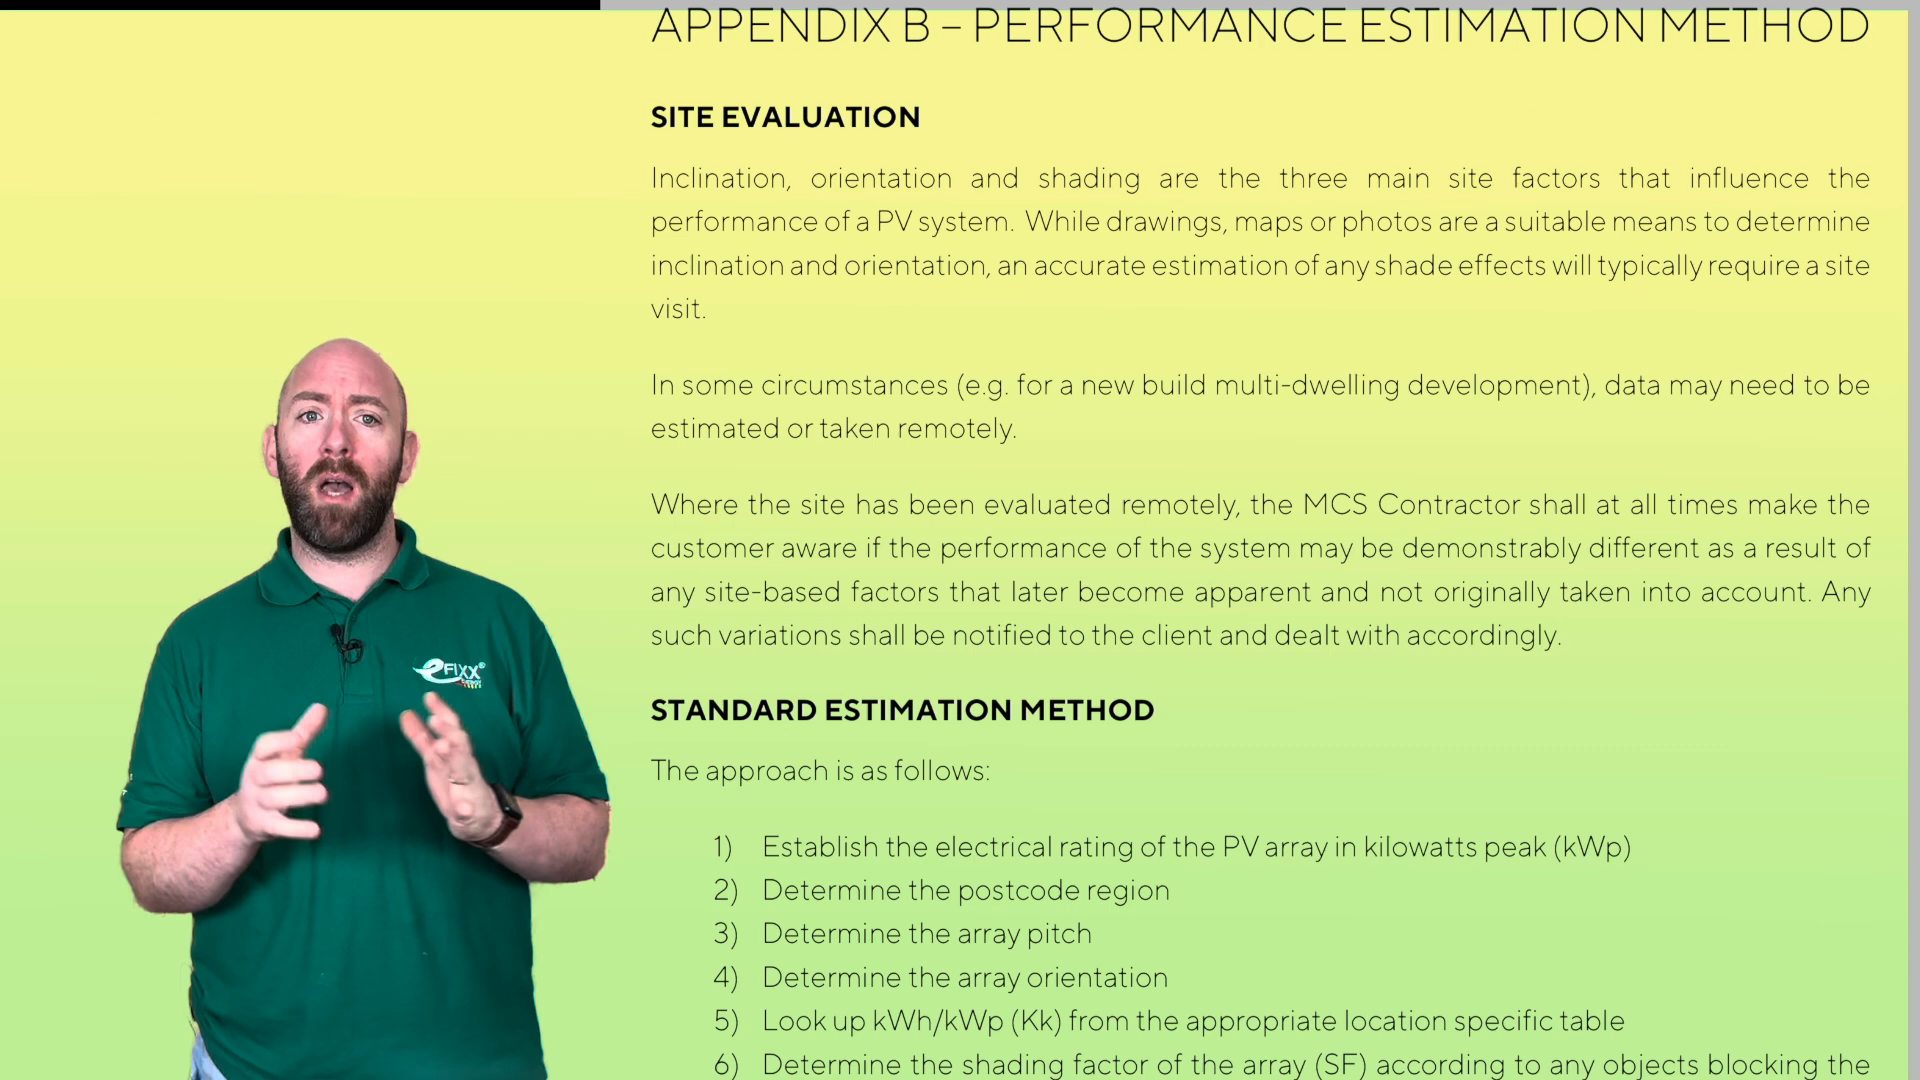 APPENDIX B – PERFORMANCE ESTIMATION METHOD
SITE EVALUATION
Inclination, orientation and shading are the three main site factors that influence the
performance of a PV system. While drawings, maps or photos are a suitable means to determine
inclination and orientation, an accurate estimation of any shade effects will typically require a site
visit.
In some circumstances (e.g. for a new build multi-dwelling development), data may need to be
estimated or taken remotely.
Where the site has been evaluated remotely, the MCS Contractor shall at all times make the
customer aware if the performance of the system may be demonstrably different as a result of
any site-based factors that later become apparent and not originally taken into account. Any
such variations shall be notified to the client and dealt with accordingly.
eFIXX
STANDARD ESTIMATION METHOD
The approach is as follows:
1) Establish the electrical rating of the PV array in kilowatts peak (kWp)
2) Determine the postcode region
3) Determine the array pitch
4) Determine the array orientation
5) Look up kWh/kWp (Kk) from the appropriate location specific table
6) Determine the shading factor of the array (SF) according to any objects blocking the